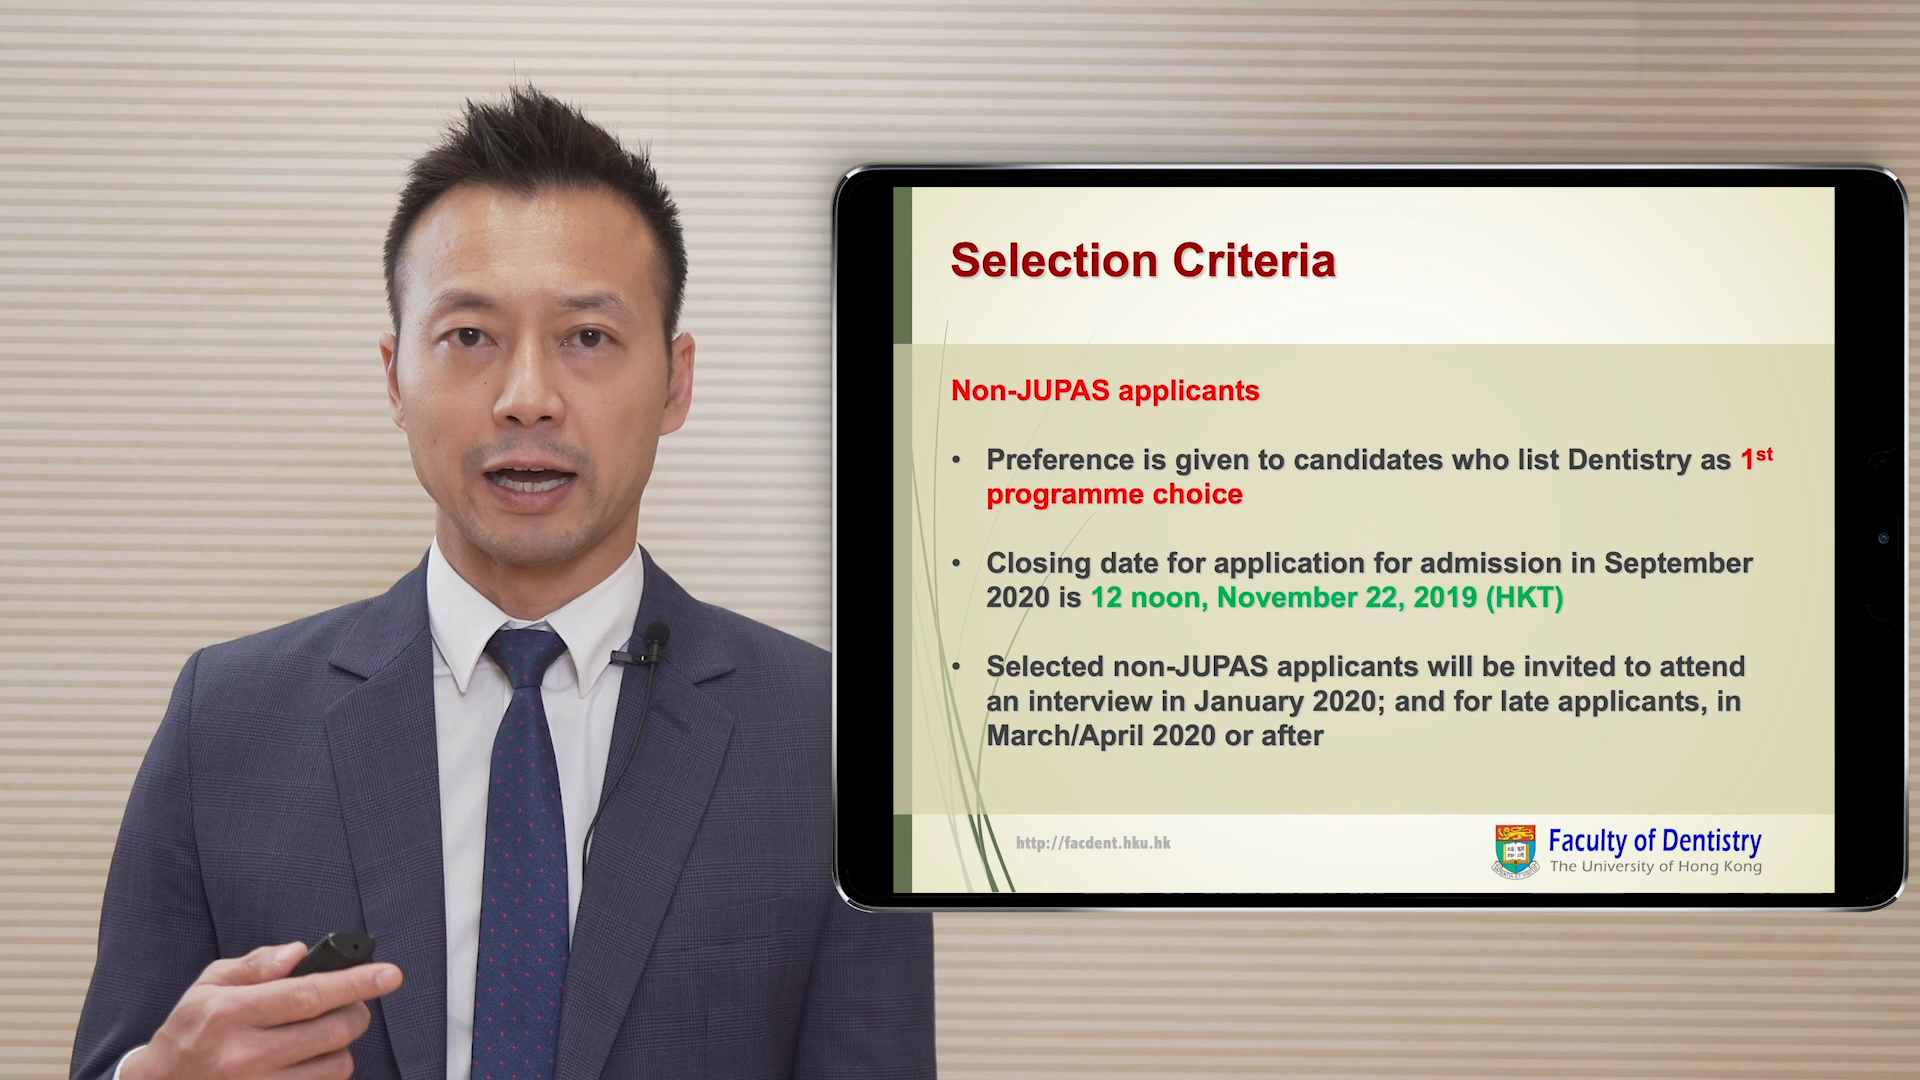 Selection Criteria
Non-JUPAS applicants
• Preference is given to candidates who list Dentistry as 1st
programme choice
• Closing date for application for admission in September
2020 is 12 noon, November 22, 2019 (HKT)
• Selected non-JUPAS applicants will be invited to attend
an interview in January 2020; and for late applicants, in
March/April 2020 or after
http://facdent.hku.hk
Faculty of Dentistry
The University of Hong Kong